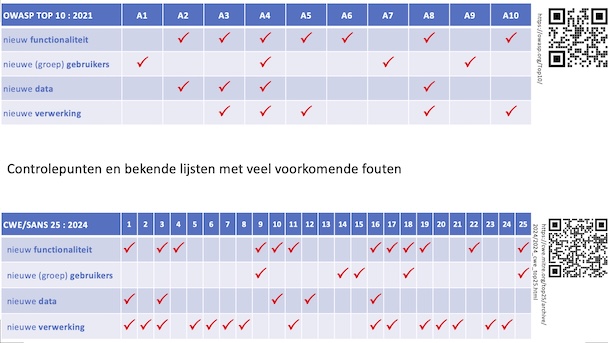 OWASP TOP 10 : 2021 A1 A2 A3 A4 A5 A6 A7 A8 A9 A10
nieuw functionaliteit ✓ ✓ ✓ ✓ ✓ ✓ ✓
nieuwe (groep) gebruikers ✓ ✓ ✓ ✓
nieuwe data ✓ ✓ ✓ ✓
nieuwe verwerking ✓ ✓ ✓ ✓ ✓
https://owasp.org/Top10/
Controlepunten en bekende lijsten met veel voorkomende fouten
CWE/SANS 25 : 2024 1 2 3 4 5 6 7 8 9 10 11 12 13 14 15 16 17 18 19 20 21 22 23 24 25
nieuw functionaliteit ✓ ✓ ✓ ✓ ✓ ✓ ✓ ✓ ✓ ✓ ✓ ✓
nieuwe (groep) gebruikers ✓ ✓ ✓ ✓ ✓
nieuwe data ✓ ✓ ✓ ✓ ✓
nieuwe verwerking ✓ ✓ ✓ ✓ ✓ ✓ ✓ ✓ ✓ ✓ ✓ ✓ ✓ ✓ ✓
https://cwe.mitre.org/top25/archive/
2024/2024_cwe_top25.html